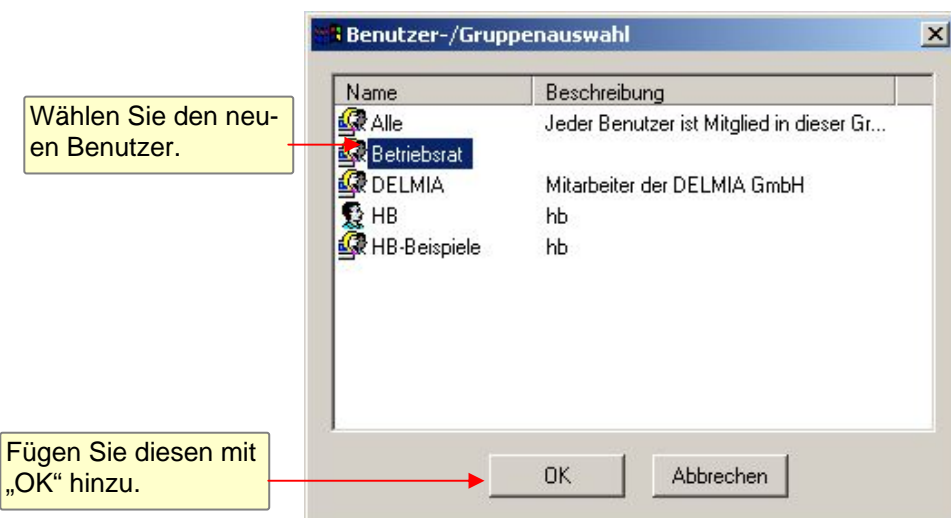 Benutzer-/Gruppenauswahl
Name Beschreibung
Wählen Sie den neu-
en Benutzer.
Alle Jeder Benutzer ist Mitglied in dieser Gr...
Betriebsrat
DELMIA Mitarbeiter der DELMIA GmbH
HB hb
HB-Beispiele hb
Fügen Sie diesen mit
„OK“ hinzu.
OK Abbrechen